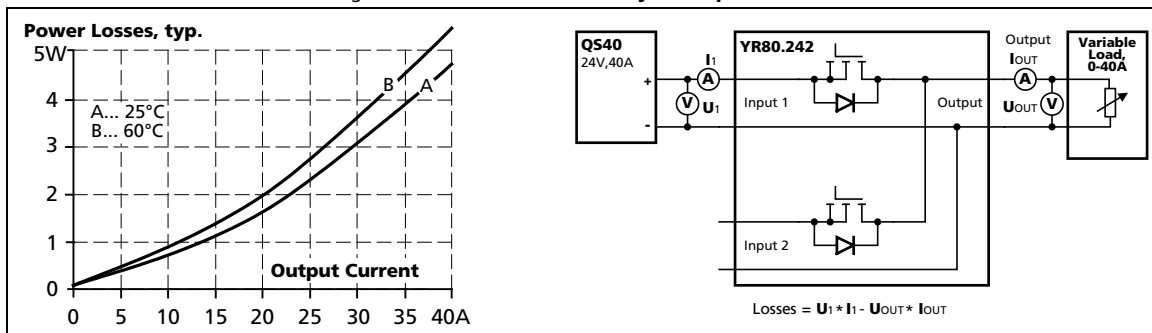 Power Losses, typ.
5W
4
3
2
1
0
A... 25°C
B... 60°C
B
A
Output Current
0 5 10 15 20 25 30 35 40A
QS40
24V,40A
+
-
I1
A
V
U1
YR80.242
Input 1
Output
Input 2
Output
IOUT
A
UOUT
V
Variable
Load,
0-40A
Losses = U1 * I1 - UOUT * IOUT